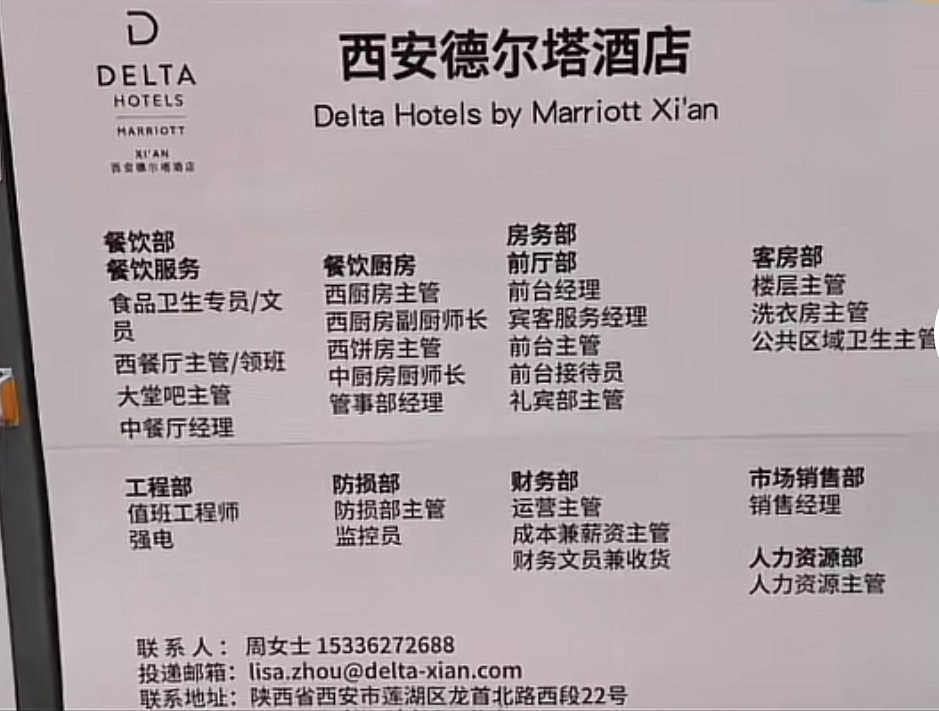 DELTA
HOTELS
MARRIOTT
XI'AN
西安德尔塔酒店
西安德尔塔酒店
Delta Hotels by Marriott Xi'an
餐饮部
餐饮服务
食品卫生专员/文
员
西餐厅主管/领班
大堂吧主管
中餐厅经理
餐饮厨房
西厨房主管
西厨房副厨师长
西饼房主管
中厨房厨师长
管事部经理
房务部
前厅部
前台经理
宾客服务经理
前台主管
前台接待员
礼宾部主管
客房部
楼层主管
洗衣房主管
公共区域卫生主管
工程部
值班工程师
强电
防损部
防损部主管
监控员
财务部
运营主管
成本兼薪资主管
财务文员兼收货
市场销售部
销售经理
人力资源部
人力资源主管
联系人：周女士 15336272688
投递邮箱：lisa.zhou@delta-xian.com
联系地址：陕西省西安市莲湖区龙首北路西段22号